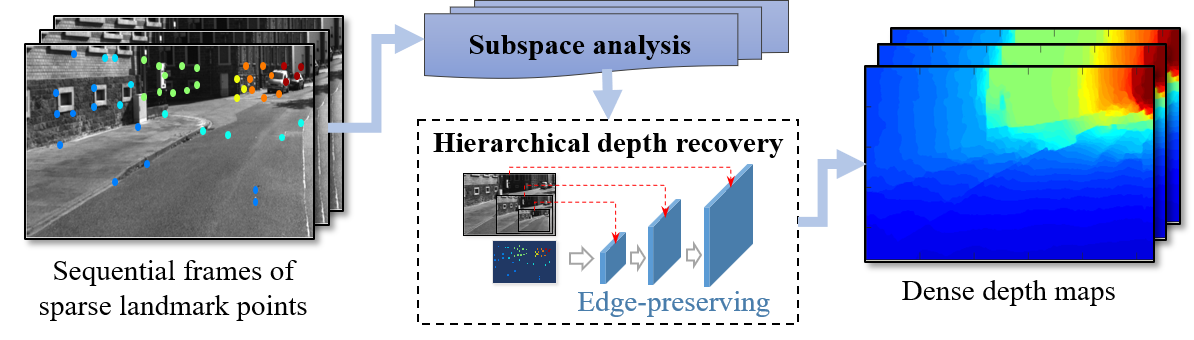 Subspace analysis
Hierarchical depth recovery
Edge-preserving
Sequential frames of
sparse landmark points
Dense depth maps